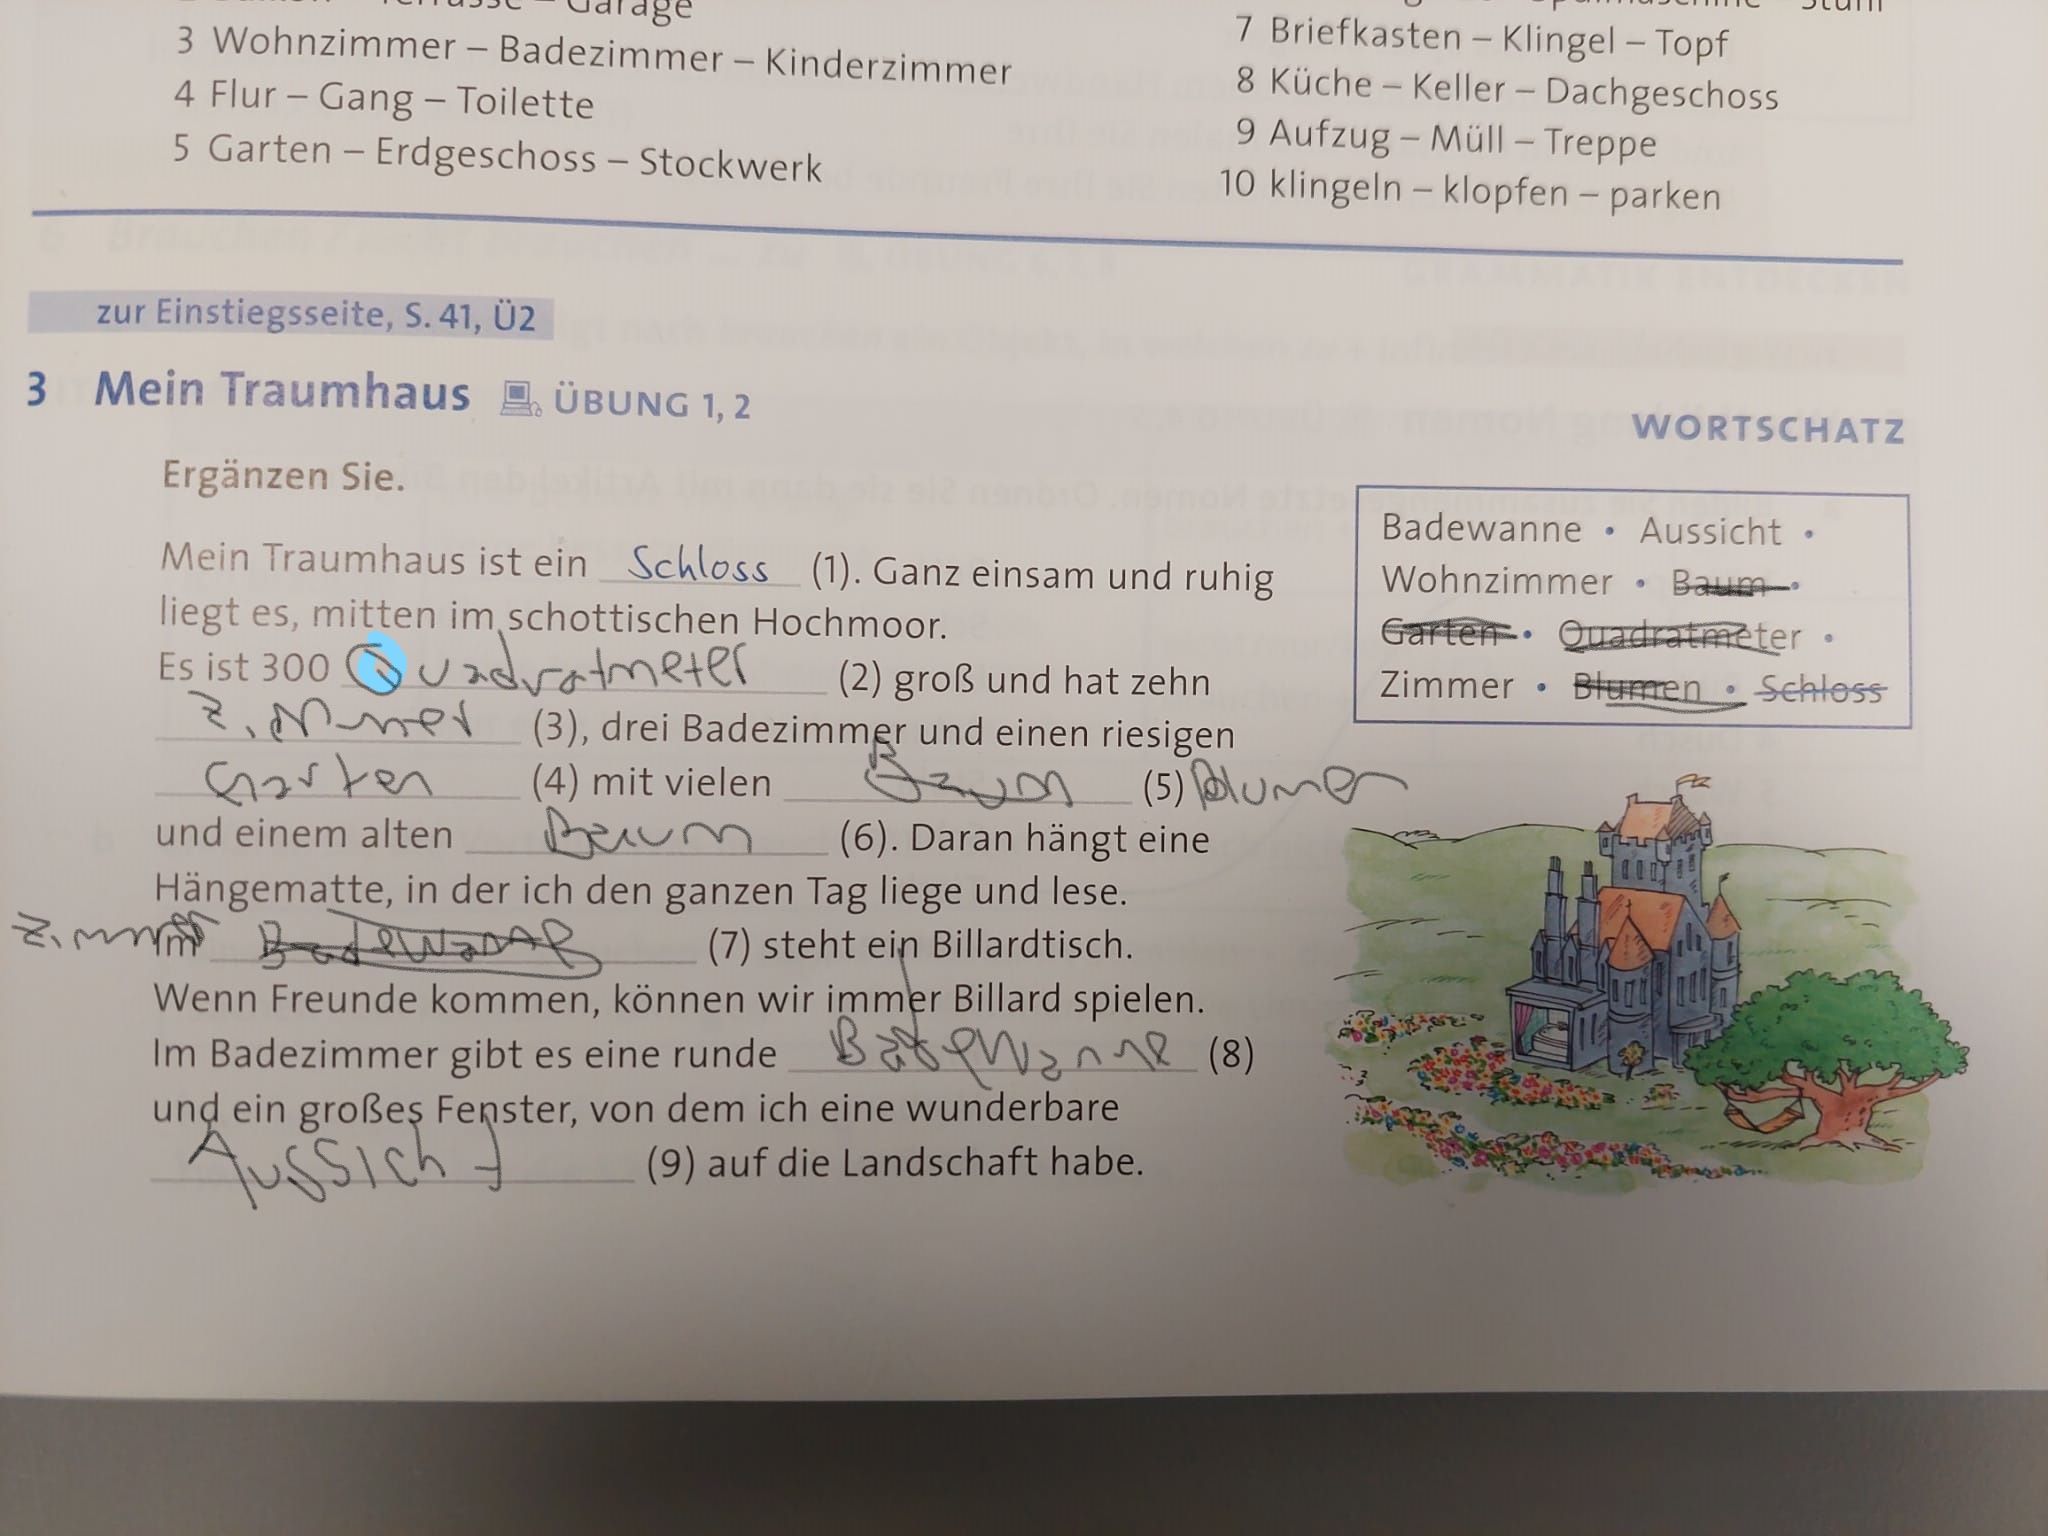 Garage
3 Wohnzimmer – Badezimmer – Kinderzimmer
4 Flur – Gang – Toilette
5 Garten – Erdgeschoss – Stockwerk
Stuhl
7 Briefkasten – Klingel – Topf
8 Küche – Keller – Dachgeschoss
9 Aufzug – Müll – Treppe
10 klingeln – klopfen – parken
zur Einstiegsseite, S. 41, Ü2
3 Mein Traumhaus ÜBUNG 1, 2
WORTSCHATZ
Ergänzen Sie.
Mein Traumhaus ist ein Schloss (1). Ganz einsam und ruhig
liegt es, mitten im schottischen Hochmoor.
Es ist 300 Quadratmeter (2) groß und hat zehn
Zimmer (3), drei Badezimmer und einen riesigen
Garten (4) mit vielen Baum (5) Blumen
und einem alten Baum (6). Daran hängt eine
Hängematte, in der ich den ganzen Tag liege und lese.
Zimmer Im Badewanne (7) steht ein Billardtisch.
Wenn Freunde kommen, können wir immer Billard spielen.
Im Badezimmer gibt es eine runde Badewanne (8)
und ein großes Fenster, von dem ich eine wunderbare
Aussicht (9) auf die Landschaft habe.
Badewanne • Aussicht •
Wohnzimmer • Baum •
Garten • Quadratmeter •
Zimmer • Blumen • Schloss